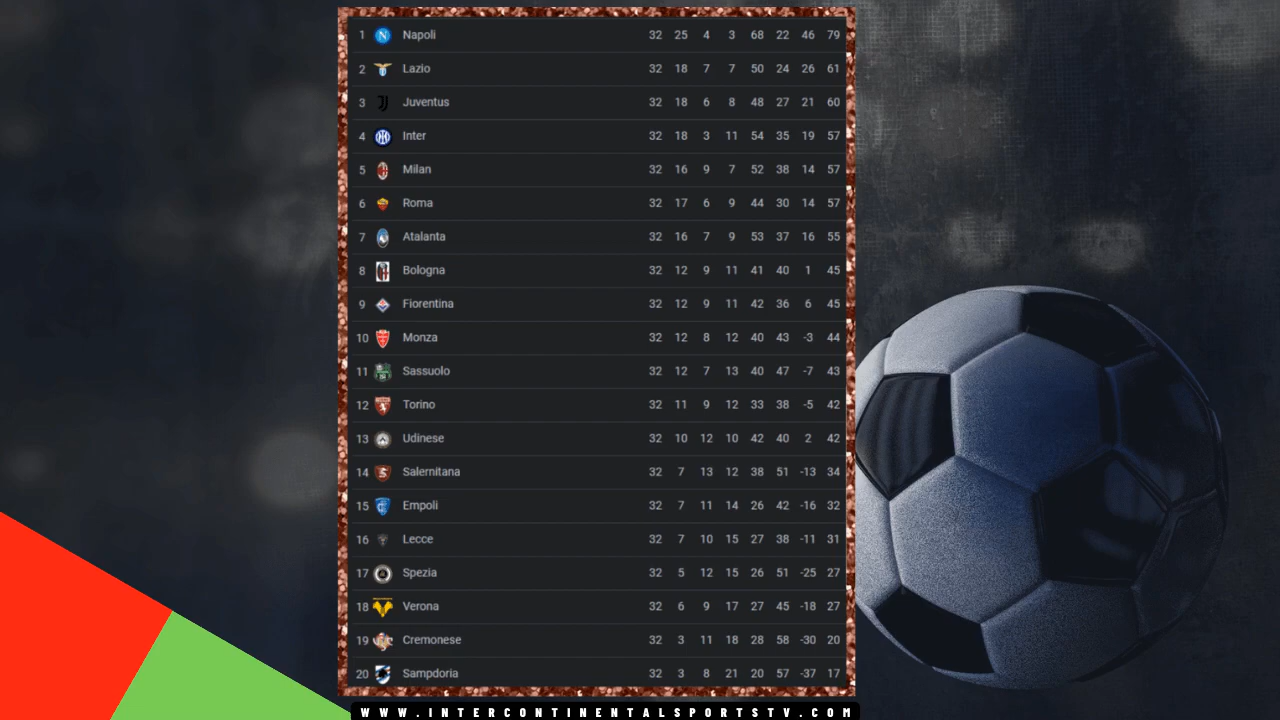 1 Napoli 32 25 4 3 68 22 46 79
2 Lazio 32 18 7 7 50 24 26 61
3 Juventus 32 18 6 8 48 27 21 60
4 Inter 32 18 3 11 54 35 19 57
5 Milan 32 16 9 7 52 38 14 57
6 Roma 32 17 6 9 44 30 14 57
7 Atalanta 32 16 7 9 53 37 16 55
8 Bologna 32 12 9 11 41 40 1 45
9 Fiorentina 32 12 9 11 42 36 6 45
10 Monza 32 12 8 12 40 43 -3 44
11 Sassuolo 32 12 7 13 40 47 -7 43
12 Torino 32 11 9 12 33 38 -5 42
13 Udinese 32 10 12 10 42 40 2 42
14 Salernitana 32 7 13 12 38 51 -13 34
15 Empoli 32 7 11 14 26 42 -16 32
16 Lecce 32 7 10 15 27 38 -11 31
17 Spezia 32 5 12 15 26 51 -25 27
18 Verona 32 6 9 17 27 45 -18 27
19 Cremonese 32 3 11 18 28 58 -30 20
20 Sampdoria 32 3 8 21 20 57 -37 17
WWW.INTERCONTINENTALSPORTSTV.COM